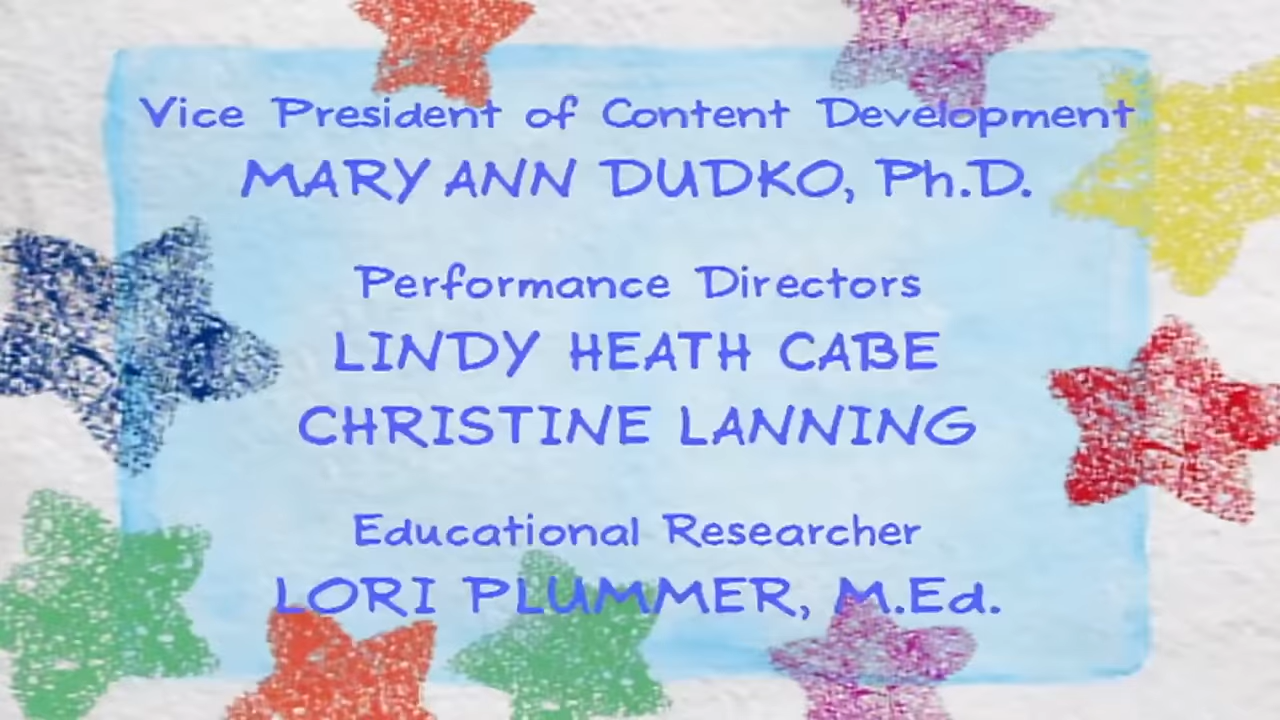 Vice President of Content Development
MARY ANN DUDKO, Ph.D.
Performance Directors
LINDY HEATH CABE
CHRISTINE LANNING
Educational Researcher
LORI PLUMMER, M.Ed.